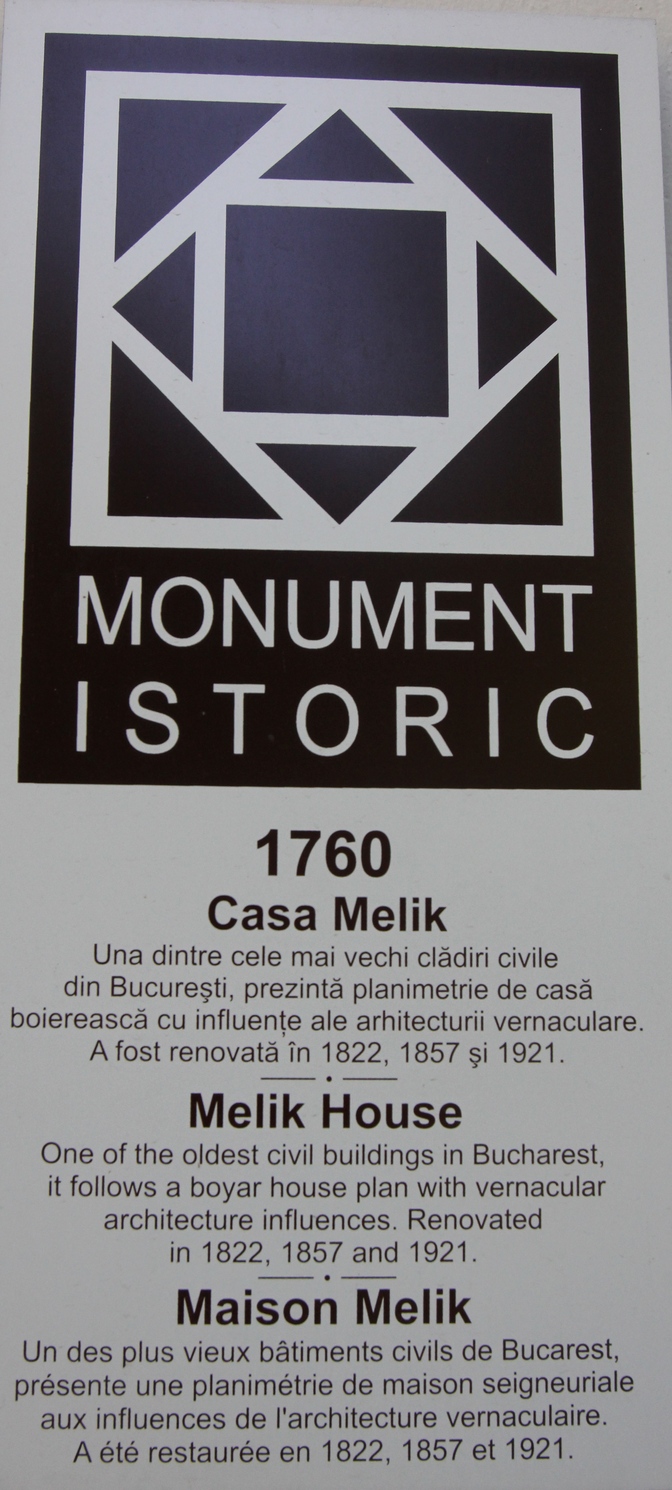 MONUMENT
ISTORIC
1760
Casa Melik
Una dintre cele mai vechi clădiri civile
din Bucureşti, prezintă planimetrie de casă
boierească cu influențe ale arhitecturii vernaculare.
A fost renovată în 1822, 1857 şi 1921.
Melik House
One of the oldest civil buildings in Bucharest,
it follows a boyar house plan with vernacular
architecture influences. Renovated
in 1822, 1857 and 1921.
Maison Melik
Un des plus vieux bâtiments civils de Bucarest,
présente une planimétrie de maison seigneuriale
aux influences de l'architecture vernaculaire.
A été restaurée en 1822, 1857 et 1921.